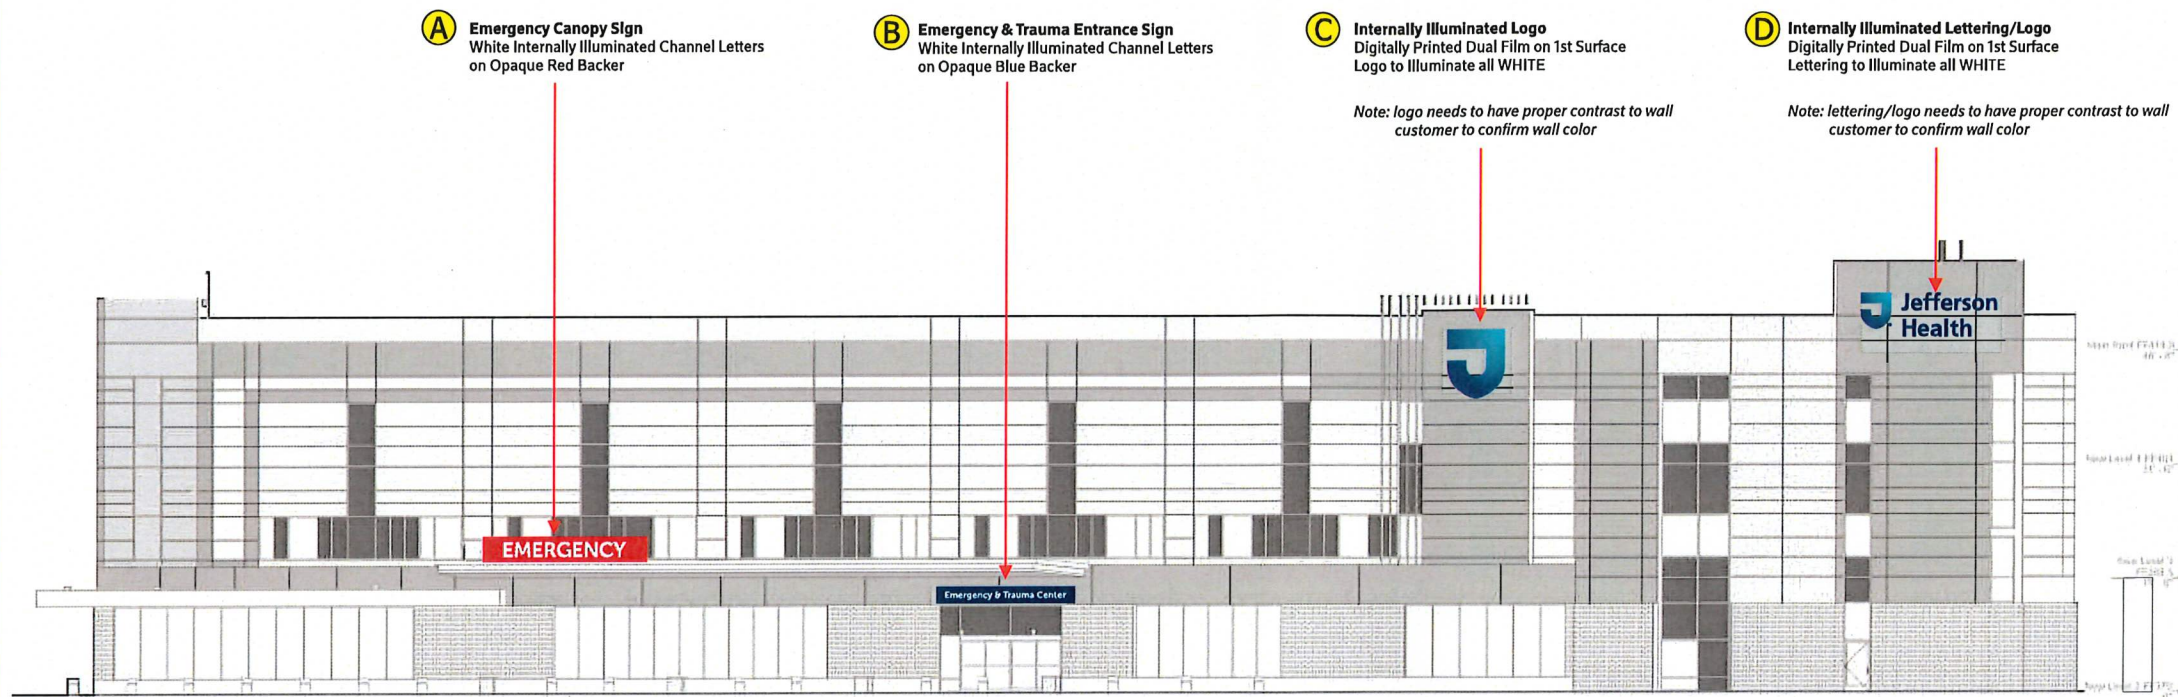 A
Emergency Canopy Sign
White Internally Illuminated Channel Letters
on Opaque Red Backer
B
Emergency & Trauma Entrance Sign
White Internally Illuminated Channel Letters
on Opaque Blue Backer
C
Internally Illuminated Logo
Digitally Printed Dual Film on 1st Surface
Logo to Illuminate all WHITE
Note: logo needs to have proper contrast to wall
customer to confirm wall color
D
Internally Illuminated Lettering/Logo
Digitally Printed Dual Film on 1st Surface
Lettering to Illuminate all WHITE
Note: lettering/logo needs to have proper contrast to wall
customer to confirm wall color
J
Jefferson
Health
EMERGENCY
Emergency & Trauma Center